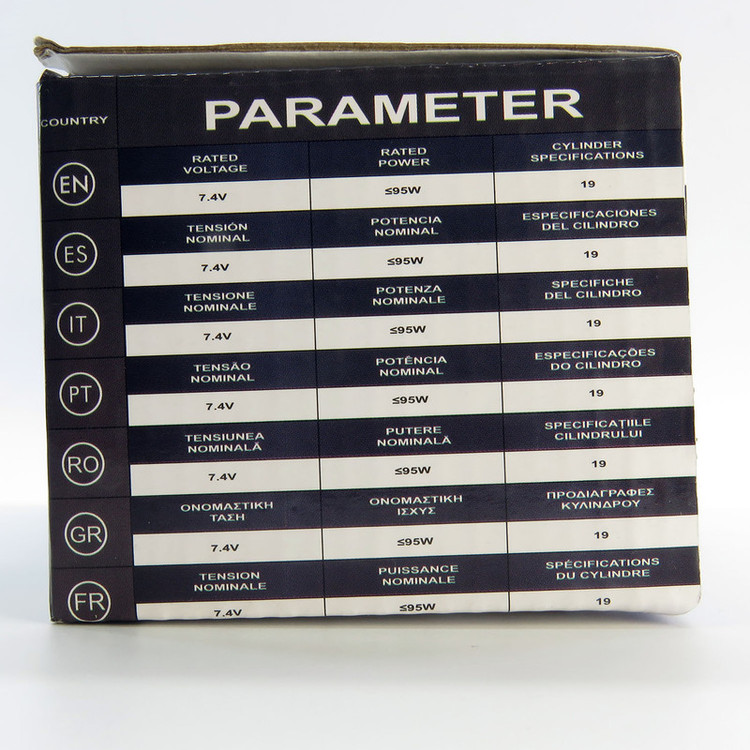 PARAMETER
COUNTRY
EN
RATED VOLTAGE
RATED POWER
CYLINDER SPECIFICATIONS
7.4V
≤95W
19
ES
TENSIÓN NOMINAL
POTENCIA NOMINAL
ESPECIFICACIONES DEL CILINDRO
7.4V
≤95W
19
IT
TENSIONE NOMINALE
POTENZA NOMINALE
SPECIFICHE DEL CILINDRO
7.4V
≤95W
19
PT
TENSÃO NOMINAL
POTÊNCIA NOMINAL
ESPECIFICAÇÕES DO CILINDRO
7.4V
≤95W
19
RO
TENSIUNEA NOMINALĂ
PUTERE NOMINALĂ
SPECIFICAȚIILE CILINDRULUI
7.4V
≤95W
19
GR
ΟΝΟΜΑΣΤΙΚΗ ΤΑΣΗ
ΟΝΟΜΑΣΤΙΚΗ ΙΣΧΥΣ
ΠΡΟΔΙΑΓΡΑΦΕΣ ΚΥΛΙΝΔΡΟΥ
7.4V
≤95W
19
FR
TENSION NOMINALE
PUISSANCE NOMINALE
SPÉCIFICATIONS DU CYLINDRE
7.4V
≤95W
19